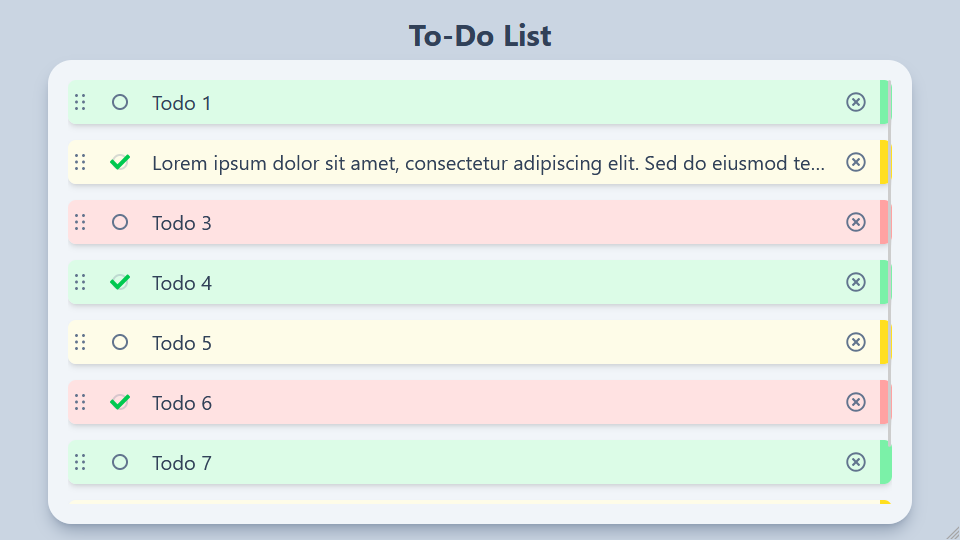 To-Do List
Todo 1
Lorem ipsum dolor sit amet, consectetur adipiscing elit. Sed do eiusmod te...
Todo 3
Todo 4
Todo 5
Todo 6
Todo 7